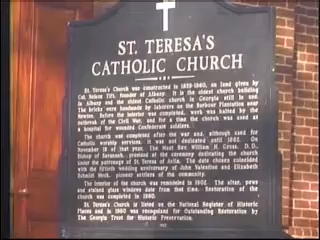 ST. TERESA'S
CATHOLIC CHURCH
St. Teresa's Church was constructed in 1859-1860, on land given by
Col. Nelson Tift, founder of Albany. It is the oldest church building
in Albany and the oldest Catholic church in Georgia still in use.
The bricks were handmade by laborers on the Barbour Plantation near
Newton. Before the interior was completed, work was halted by the
outbreak of the Civil War, and for a time the church was used as
a hospital for wounded Confederate soldiers.
The church was completed after the war and, although used for
Catholic worship services, it was not dedicated until 1882. On
November 18 of that year, The Most Rev. William H. Gross, D. D.,
Bishop of Savannah, presided at the ceremony dedicating the church
under the patronage of St. Teresa of Avila. The date chosen coincided
with the fiftieth wedding anniversary of John Valentine and Elizabeth
Schmidt Mock, pioneer settlers of the community.
The interior of the church was remodeled in 1902. The altar, pews
and stained glass windows date from that time. Restoration of the
church was completed in 1980.
St. Teresa's Church is listed on the National Register of Historic
Places and in 1980 was recognized for Outstanding Restoration by
The Georgia Trust for Historic Preservation.